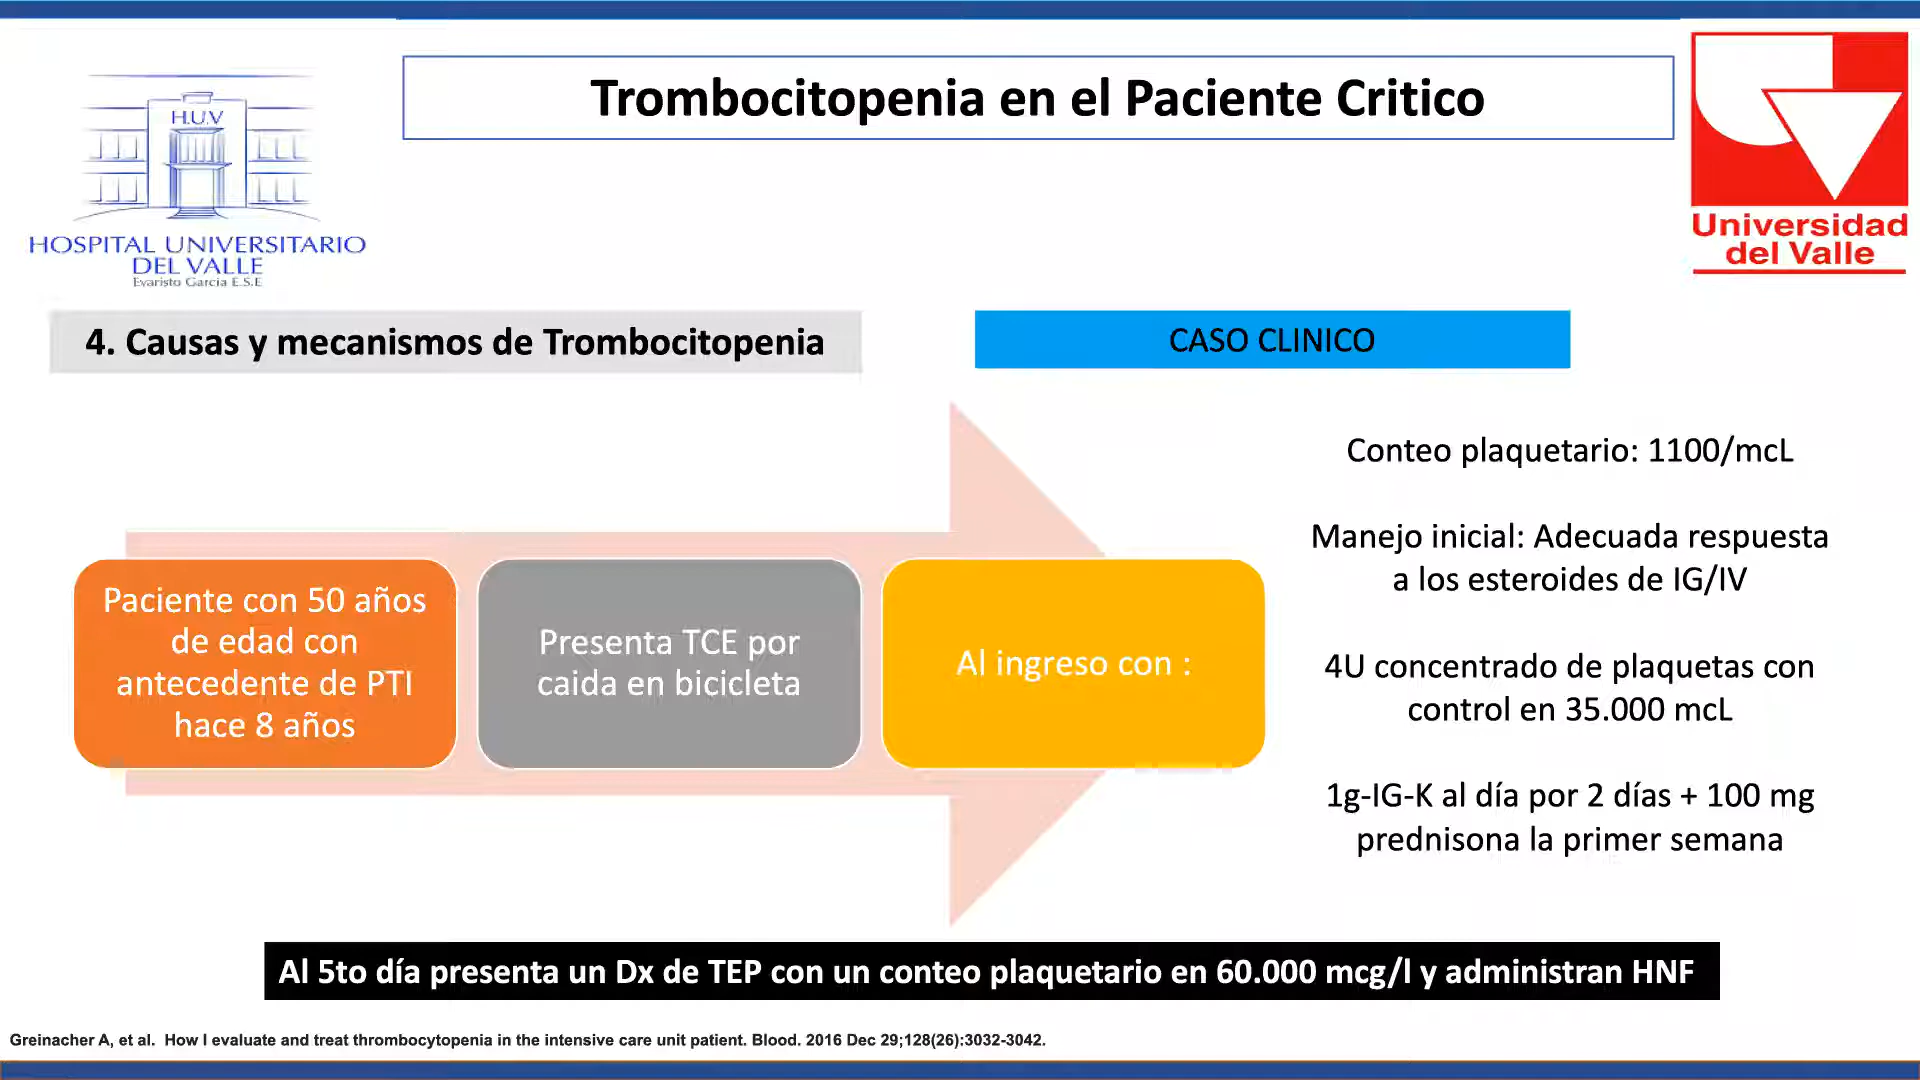 Trombocitopenia en el Paciente Critico
H.U.V
HOSPITAL UNIVERSITARIO
DEL VALLE
Evaristo Garcia E.S.E
Universidad
del Valle
4. Causas y mecanismos de Trombocitopenia
CASO CLINICO
Paciente con 50 años
de edad con
antecedente de PTI
hace 8 años
Presenta TCE por
caida en bicicleta
Al ingreso con :
Conteo plaquetario: 1100/mcL
Manejo inicial: Adecuada respuesta
a los esteroides de IG/IV
4U concentrado de plaquetas con
control en 35.000 mcL
1g-IG-K al día por 2 días + 100 mg
prednisona la primer semana
Al 5to día presenta un Dx de TEP con un conteo plaquetario en 60.000 mcg/l y administran HNF
Greinacher A, et al. How I evaluate and treat thrombocytopenia in the intensive care unit patient. Blood. 2016 Dec 29;128(26):3032-3042.